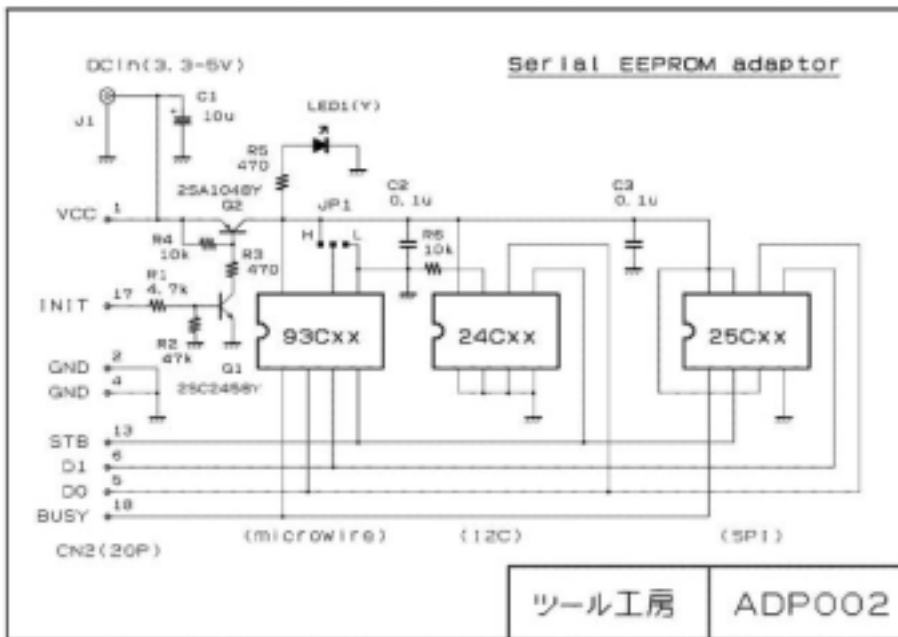 DCin(3.3-5V)
Serial EEPROM adaptor
J1
C1
10u
LED1(Y)
R5
470
2SA1048Y
Q2
VCC 1
JP1
H L
C2
0.1u
C3
0.1u
R4
10k
R3
470
R6
10k
R1
4.7k
INIT 17
R2
47k
Q1
2SC2458Y
93Cxx
24Cxx
25Cxx
GND 2
GND 4
STB 13
D1 6
D0 5
BUSY 18
(microwire)
(I2C)
(SPI)
CN2(20P)
ツール工房
ADP002